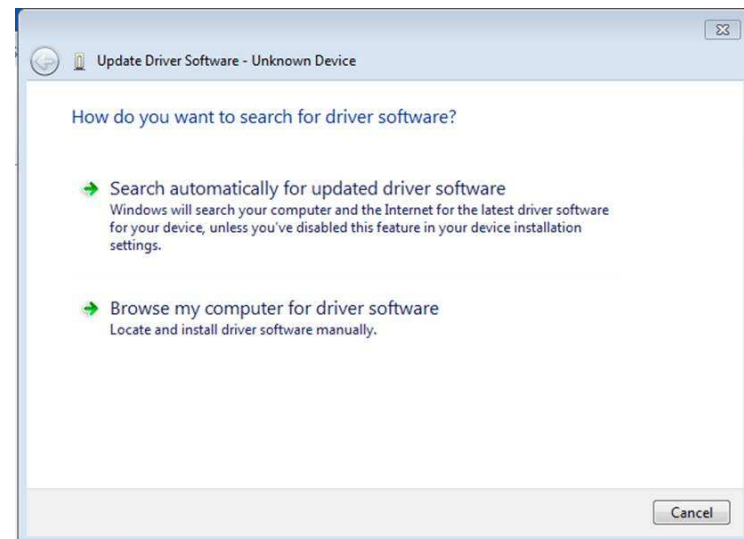 Update Driver Software - Unknown Device
How do you want to search for driver software?
Search automatically for updated driver software
Windows will search your computer and the Internet for the latest driver software
for your device, unless you've disabled this feature in your device installation
settings.
Browse my computer for driver software
Locate and install driver software manually.
Cancel